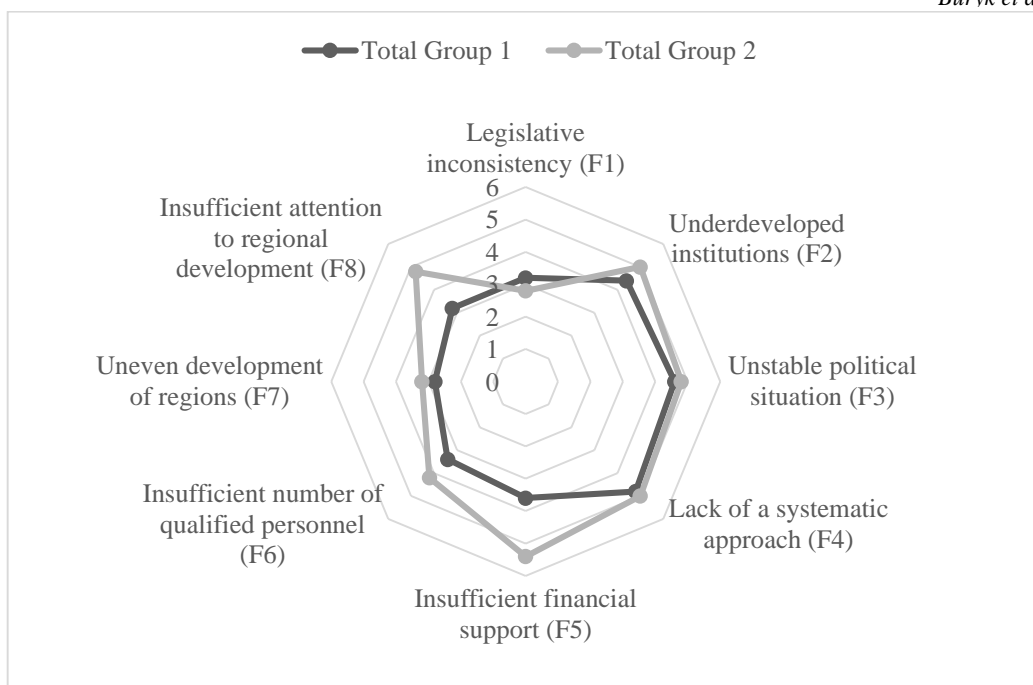 Buryk et a
Total Group 1 Total Group 2
Legislative
inconsistency (F1)
Underdeveloped
institutions (F2)
Unstable political
situation (F3)
Lack of a systematic
approach (F4)
Insufficient financial
support (F5)
Insufficient number of
qualified personnel
(F6)
Uneven development
of regions (F7)
Insufficient attention
to regional
development (F8)
6
5
4
3
2
1
0